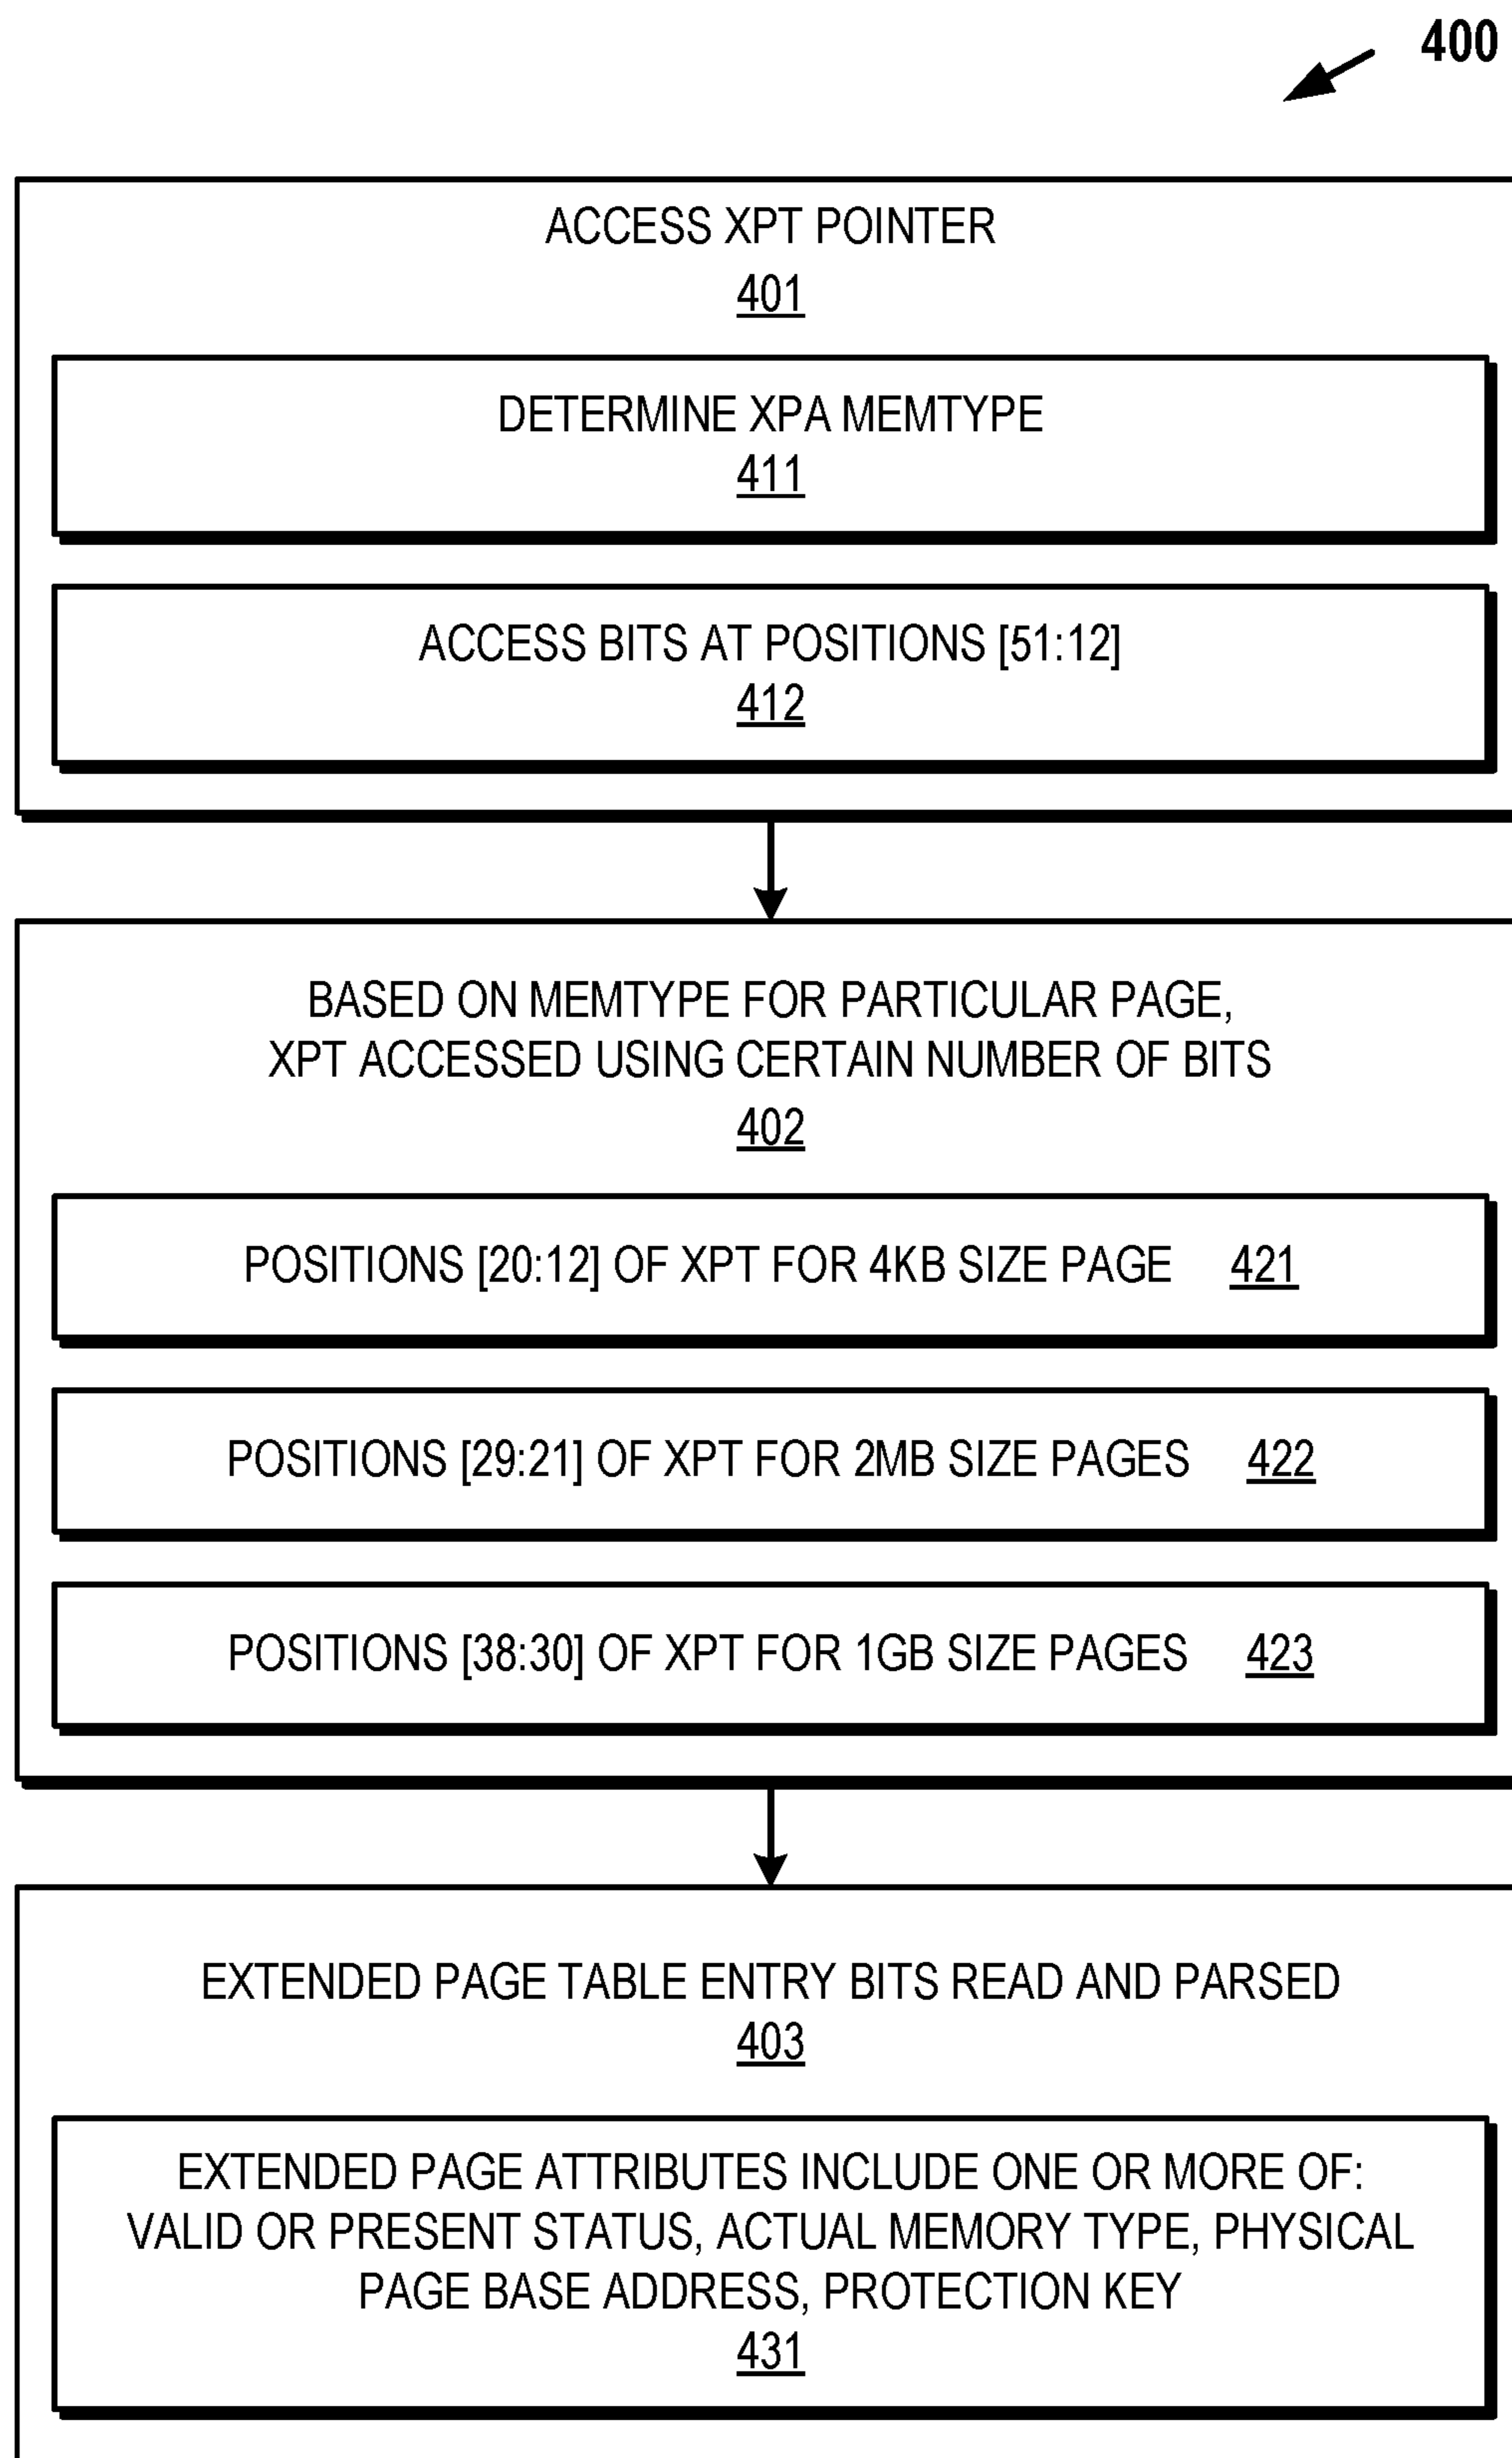 400
ACCESS XPT POINTER
401
DETERMINE XPA MEMTYPE
411
ACCESS BITS AT POSITIONS [51:12]
412
BASED ON MEMTYPE FOR PARTICULAR PAGE,
XPT ACCESSED USING CERTAIN NUMBER OF BITS
402
POSITIONS [20:12] OF XPT FOR 4KB SIZE PAGE 421
POSITIONS [29:21] OF XPT FOR 2MB SIZE PAGES 422
POSITIONS [38:30] OF XPT FOR 1GB SIZE PAGES 423
EXTENDED PAGE TABLE ENTRY BITS READ AND PARSED
403
EXTENDED PAGE ATTRIBUTES INCLUDE ONE OR MORE OF:
VALID OR PRESENT STATUS, ACTUAL MEMORY TYPE, PHYSICAL
PAGE BASE ADDRESS, PROTECTION KEY
431